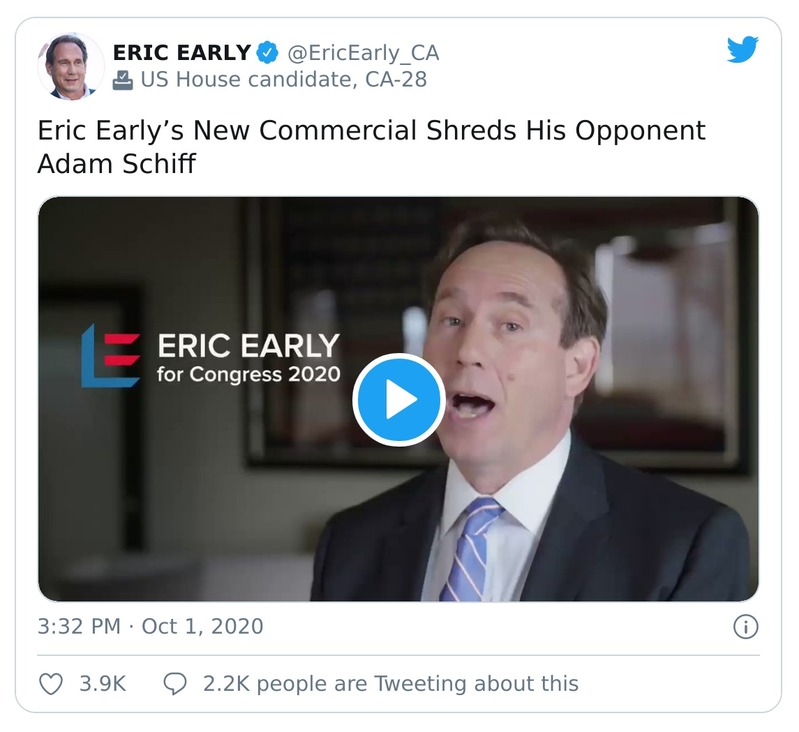 ERIC EARLY @EricEarly_CA
US House candidate, CA-28
Eric Early’s New Commercial Shreds His Opponent
Adam Schiff
ERIC EARLY
for Congress 2020
3:32 PM · Oct 1, 2020
3.9K 2.2K people are Tweeting about this